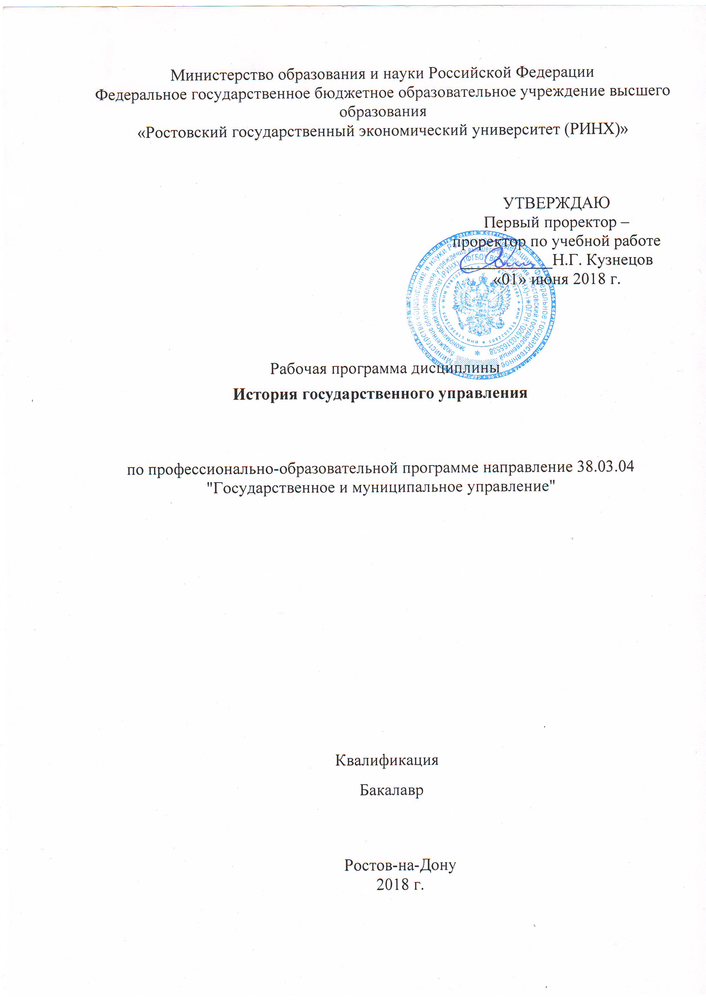 Министерство образования и науки Российской Федерации
Федеральное государственное бюджетное образовательное учреждение высшего
образования
«Ростовский государственный экономический университет (РИНХ)»
УТВЕРЖДАЮ
Первый проректор –
проректор по учебной работе
Н.Г. Кузнецов
«01» июня 2018 г.
Рабочая программа дисциплины
История государственного управления
по профессионально-образовательной программе направление 38.03.04
"Государственное и муниципальное управление"
Квалификация
Бакалавр
Ростов-на-Дону
2018 г.